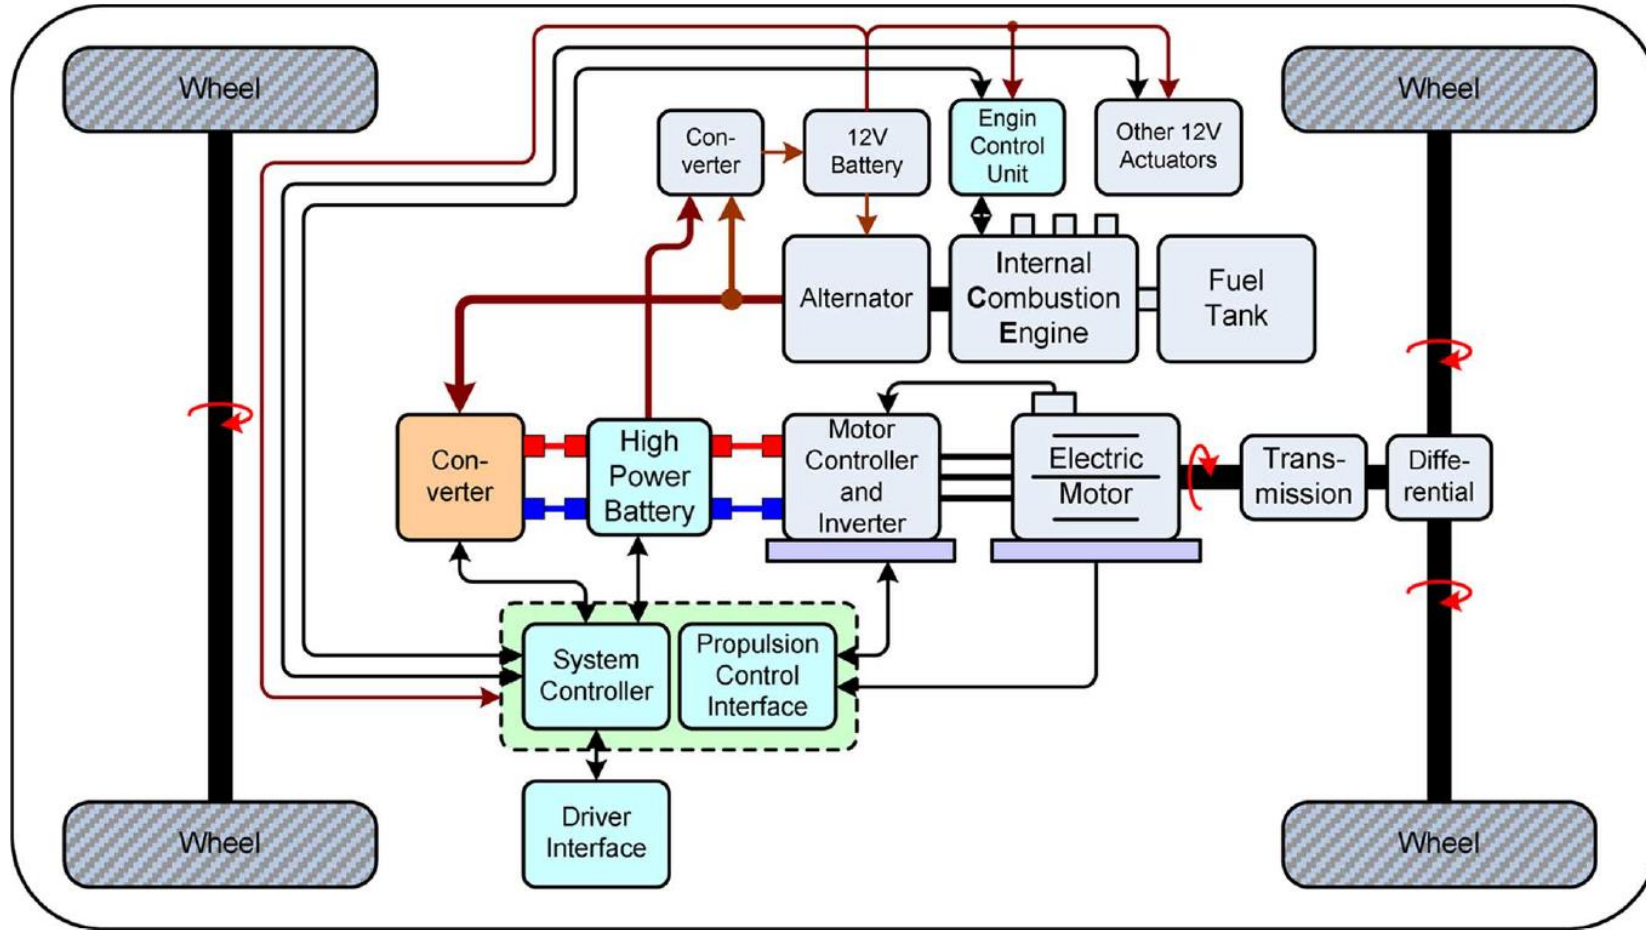 Wheel
Wheel
Con-
verter
12V
Battery
Engin
Control
Unit
Other 12V
Actuators
Alternator
Internal
Combustion
Engine
Fuel
Tank
Con-
verter
High
Power
Battery
Motor
Controller
and
Inverter
Electric
Motor
Trans-
mission
Diffe-
rential
System
Controller
Propulsion
Control
Interface
Driver
Interface
Wheel
Wheel